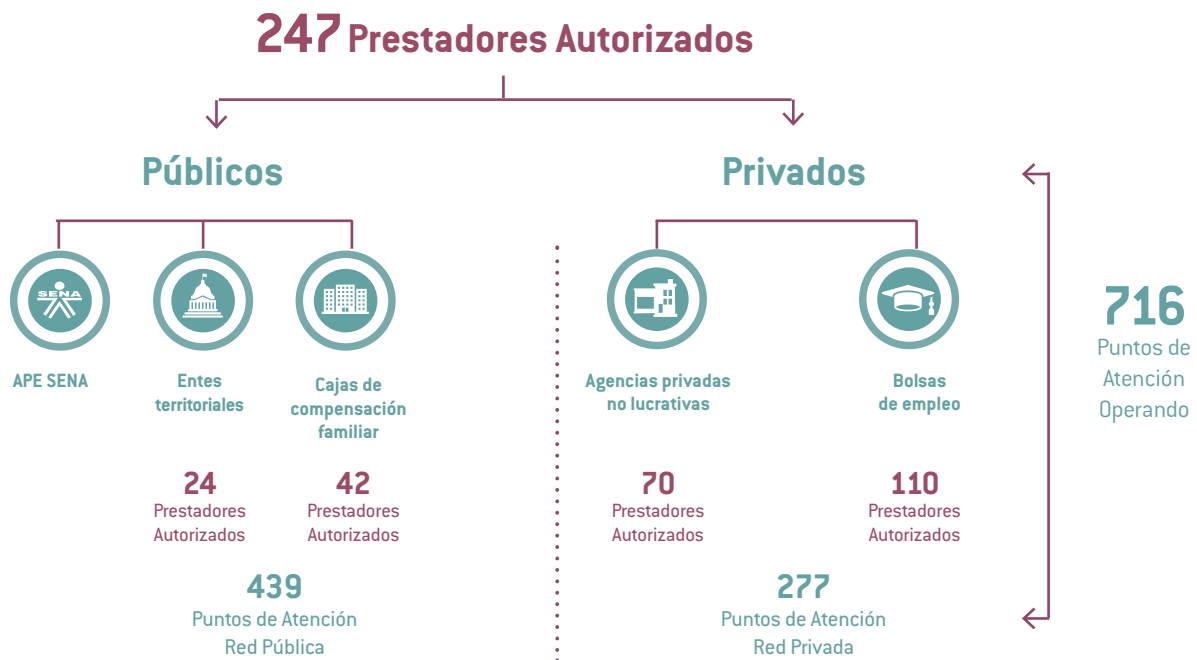 247 Prestadores Autorizados
Públicos
Privados
SENA
APE SENA
Entes
territoriales
Cajas de
compensación
familiar
Agencias privadas
no lucrativas
Bolsas
de empleo
716
Puntos de
Atención
Operando
24
Prestadores
Autorizados
42
Prestadores
Autorizados
70
Prestadores
Autorizados
110
Prestadores
Autorizados
439
Puntos de Atención
Red Pública
277
Puntos de Atención
Red Privada